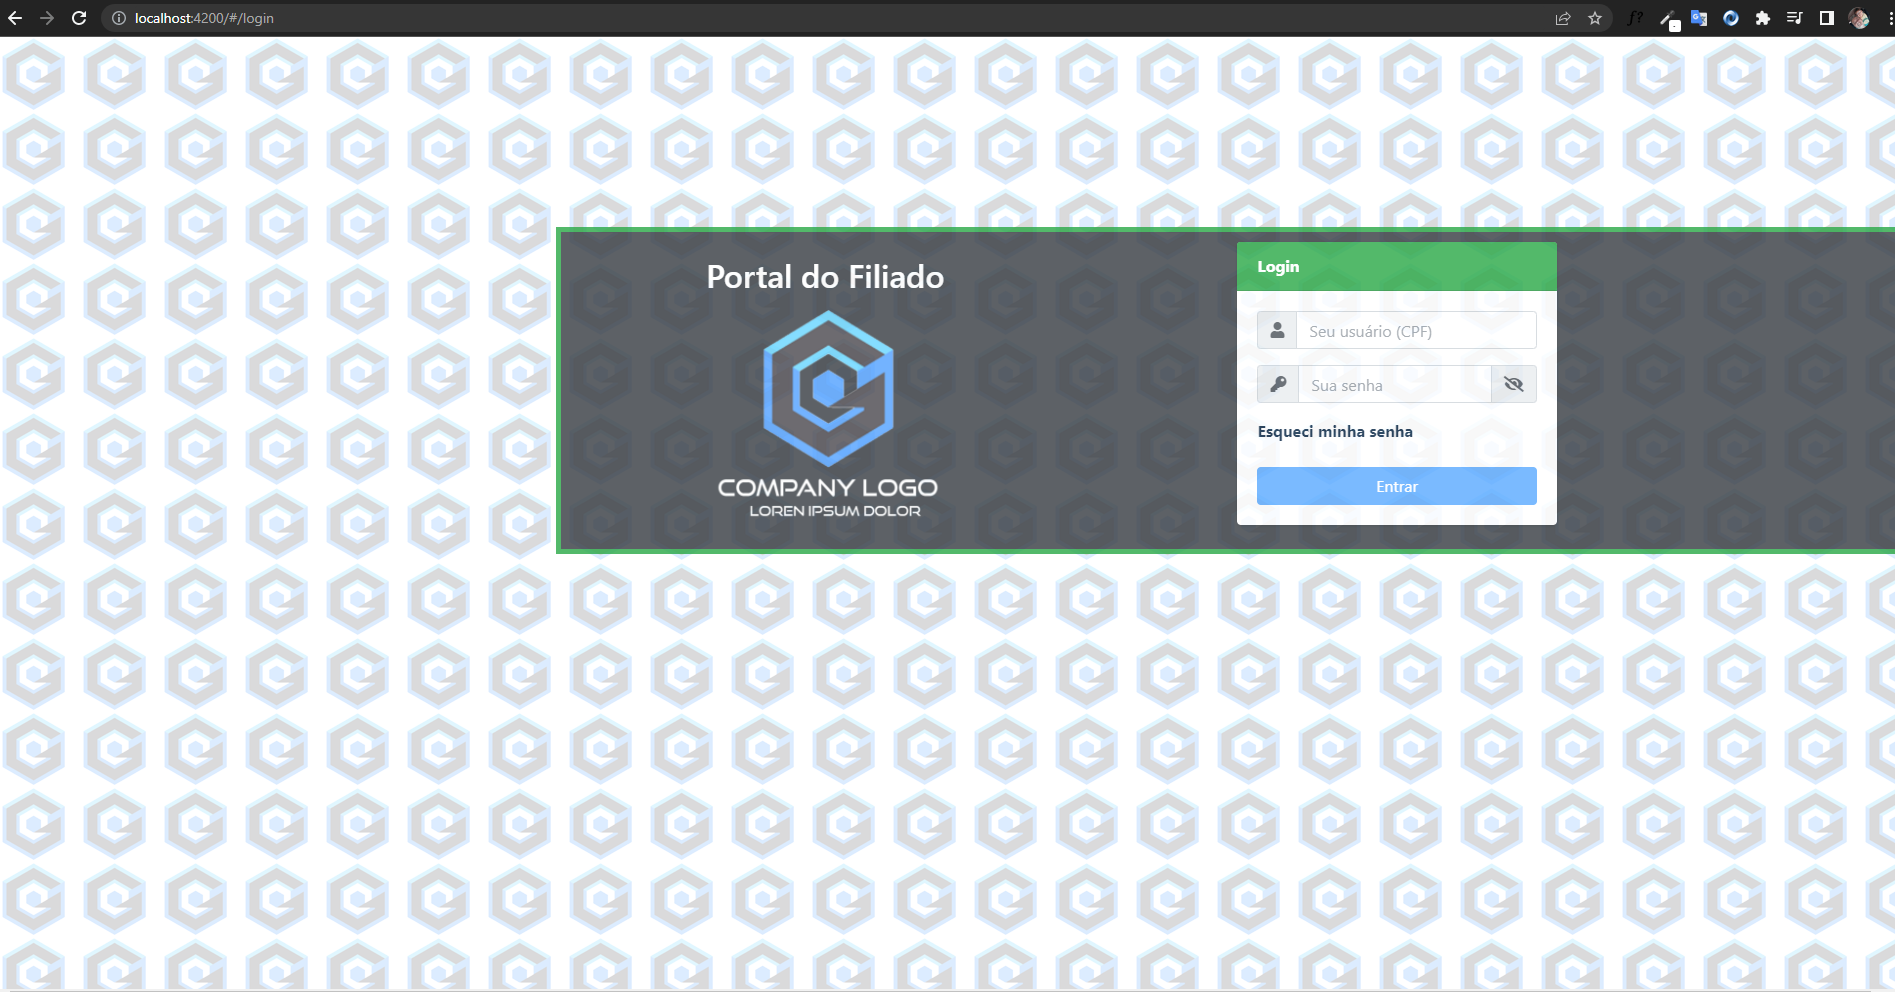 localhost:4200/#/login
Portal do Filiado
COMPANY LOGO
LOREN IPSUM DOLOR
Login
Seu usuário (CPF)
Sua senha
Esqueci minha senha
Entrar